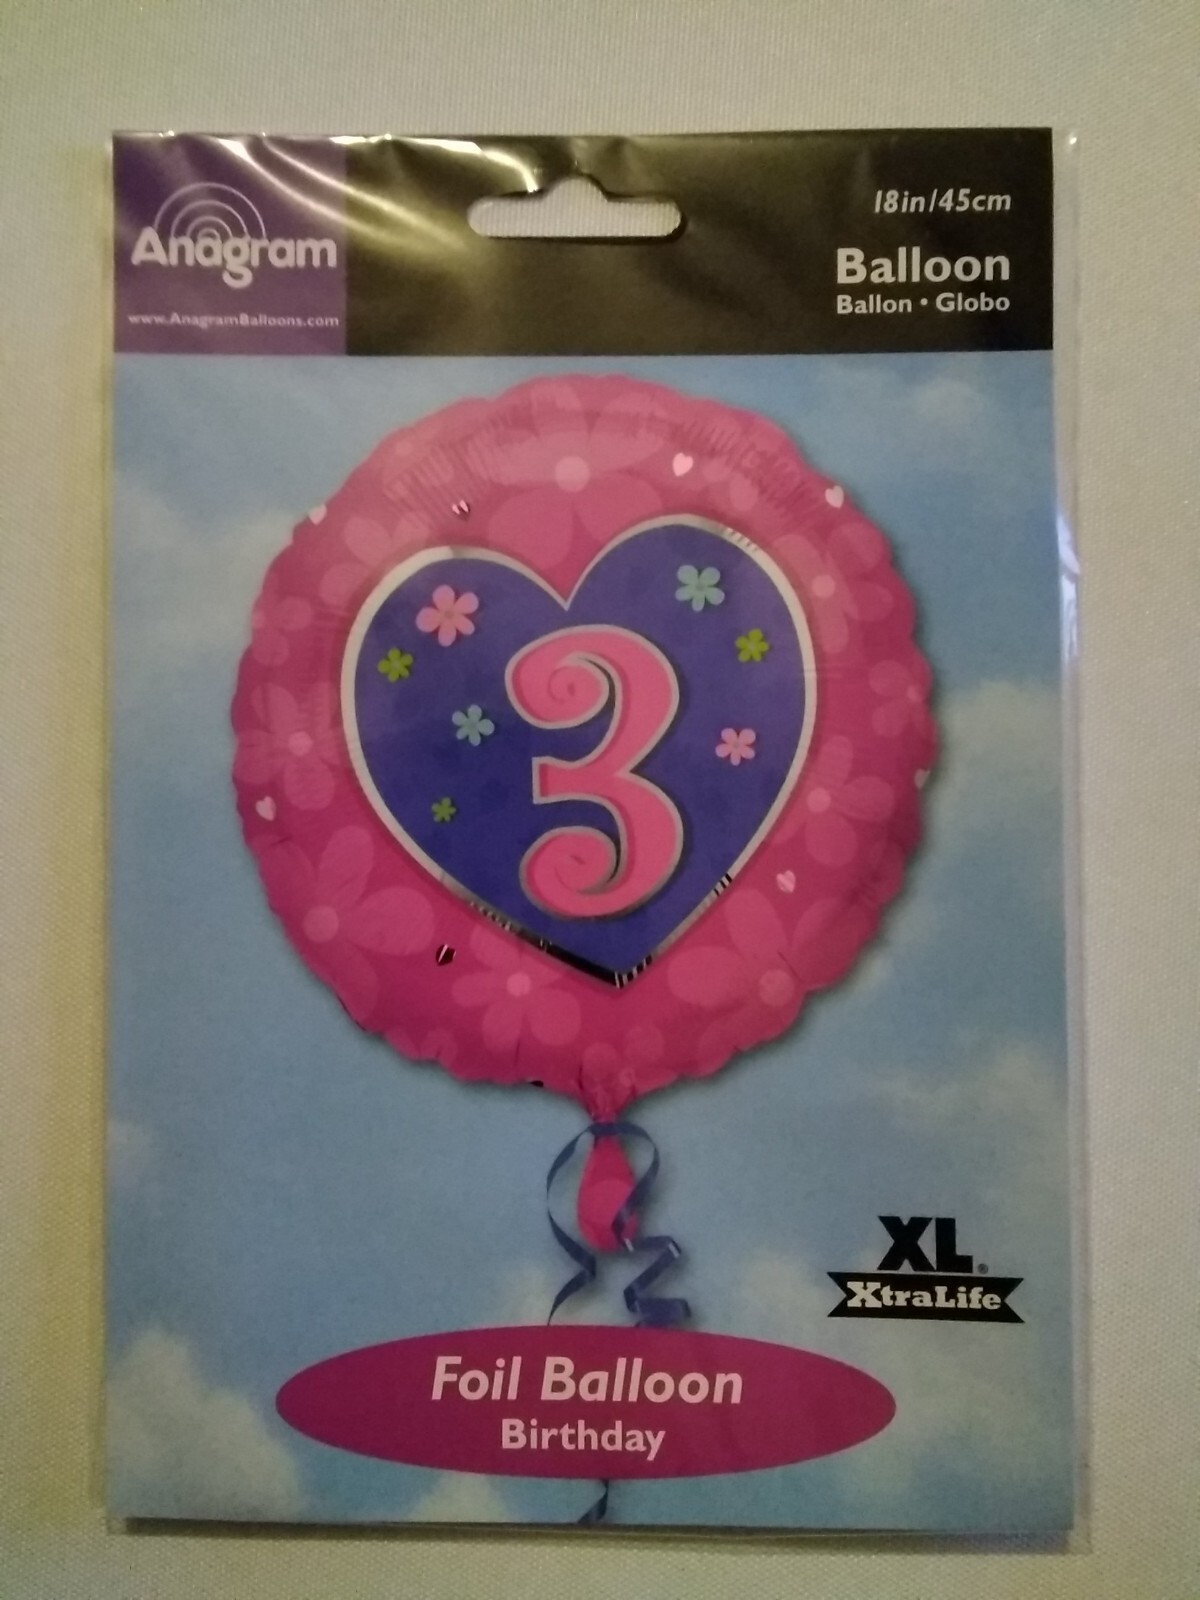 Anagram
www.AnagramBalloons.com
18in/45cm
Balloon
Ballon • Globo
3
XL®
XtraLife
Foil Balloon
Birthday